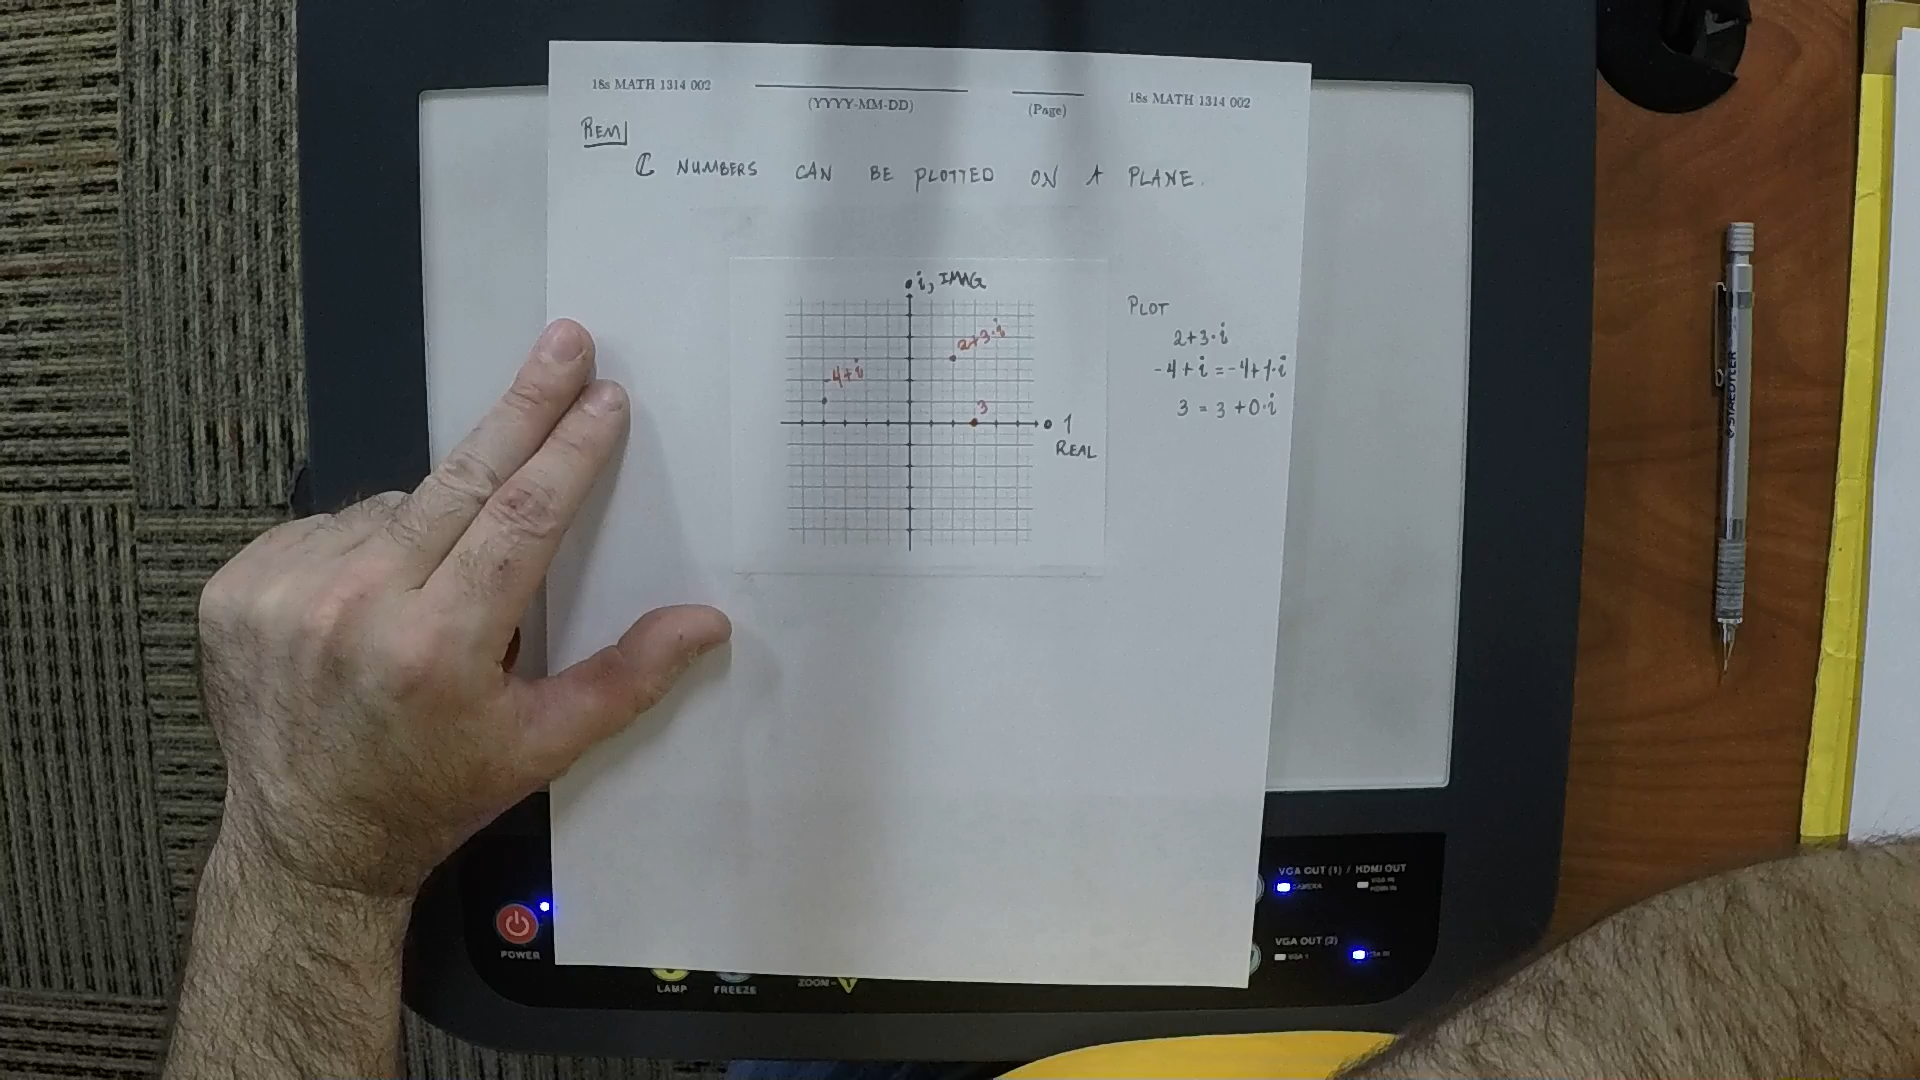 18s MATH 1314 002
(YYYY-MM-DD)
(Page)
18s MATH 1314 002
REM
ℂ NUMBERS CAN BE PLOTTED ON A PLANE.
i, IMAG
2+3·i
-4+i
3
1
REAL
PLOT
2+3·i
-4+i = -4+1·i
3 = 3+0·i
STAEDTLER
VGA OUT (1) / HDMI OUT
CAMERA
VGA OUT (2)
POWER
LAMP
FREEZE
ZOOM-